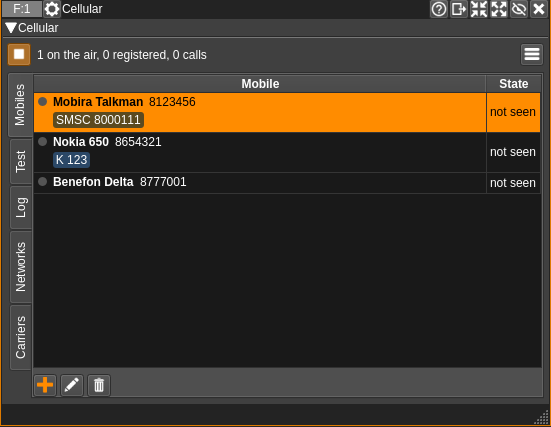 F:1 Cellular
Cellular
1 on the air, 0 registered, 0 calls
Mobiles
Test
Log
Networks
Carriers
Mobile State
Mobira Talkman 8123456 not seen
SMSC 8000111
Nokia 650 8654321 not seen
K 123
Benefon Delta 8777001 not seen